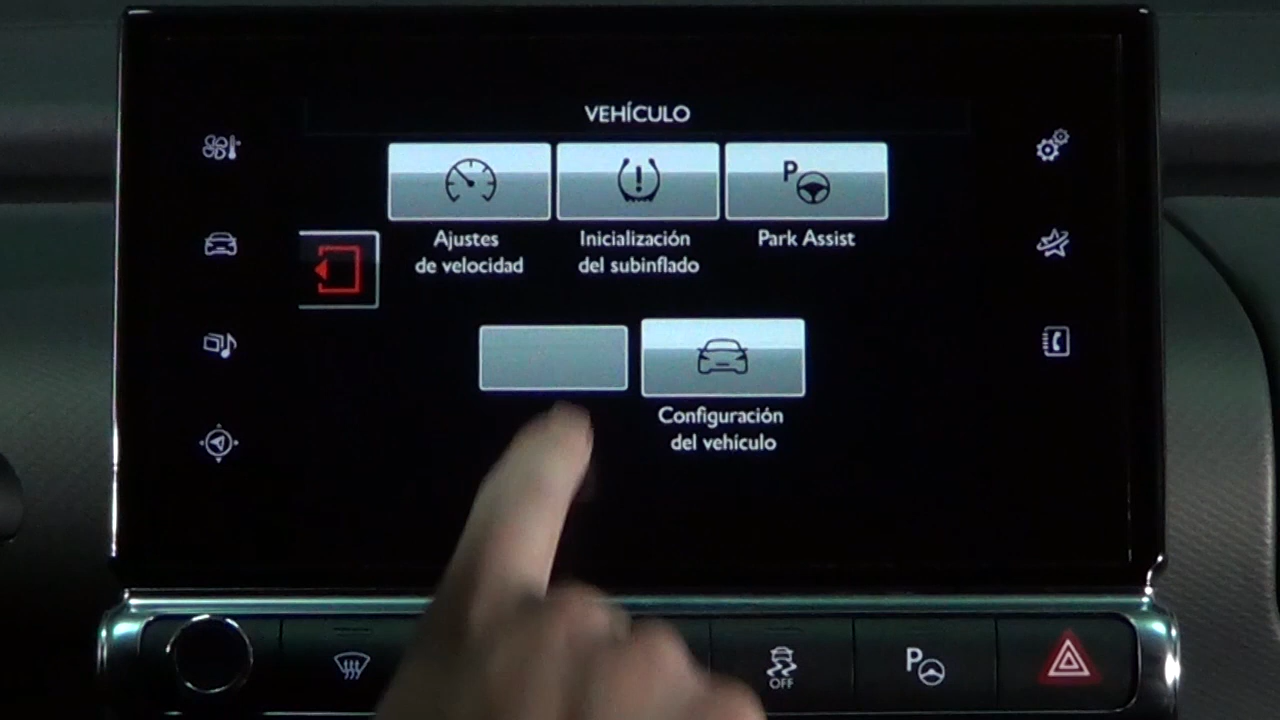 VEHÍCULO
P
Ajustes
de velocidad
Inicialización
del subinflado
Park Assist
Configuración
del vehículo
OFF
P